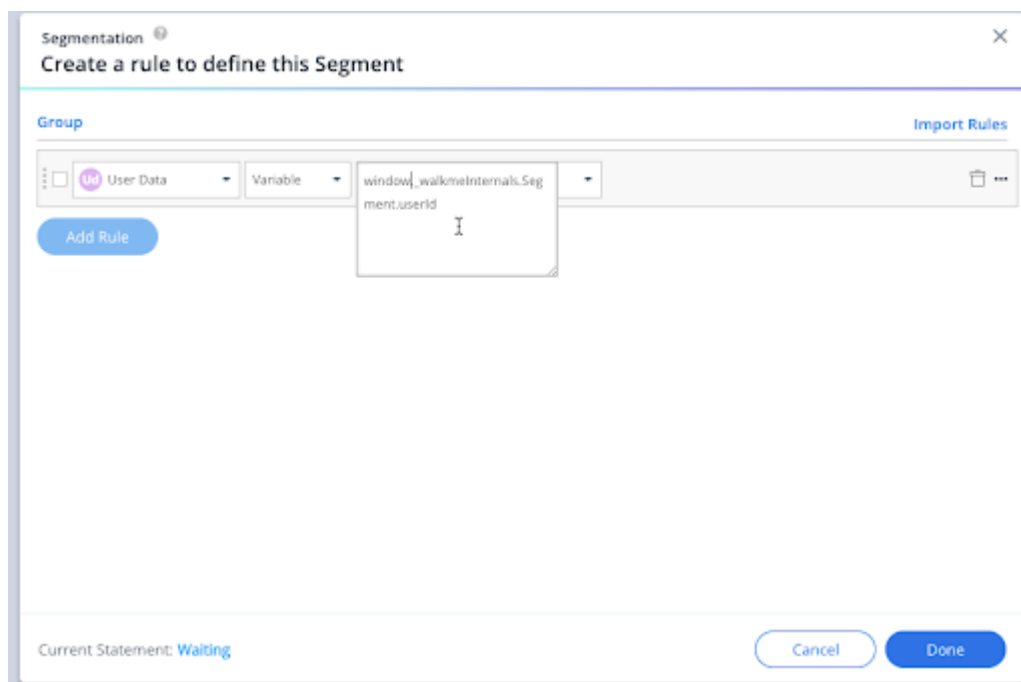 Segmentation ?
Create a rule to define this Segment
Group
Import Rules
Ud User Data
Variable
window._walkmeInternals.Seg
ment.userId
Add Rule
Current Statement: Waiting
Cancel
Done